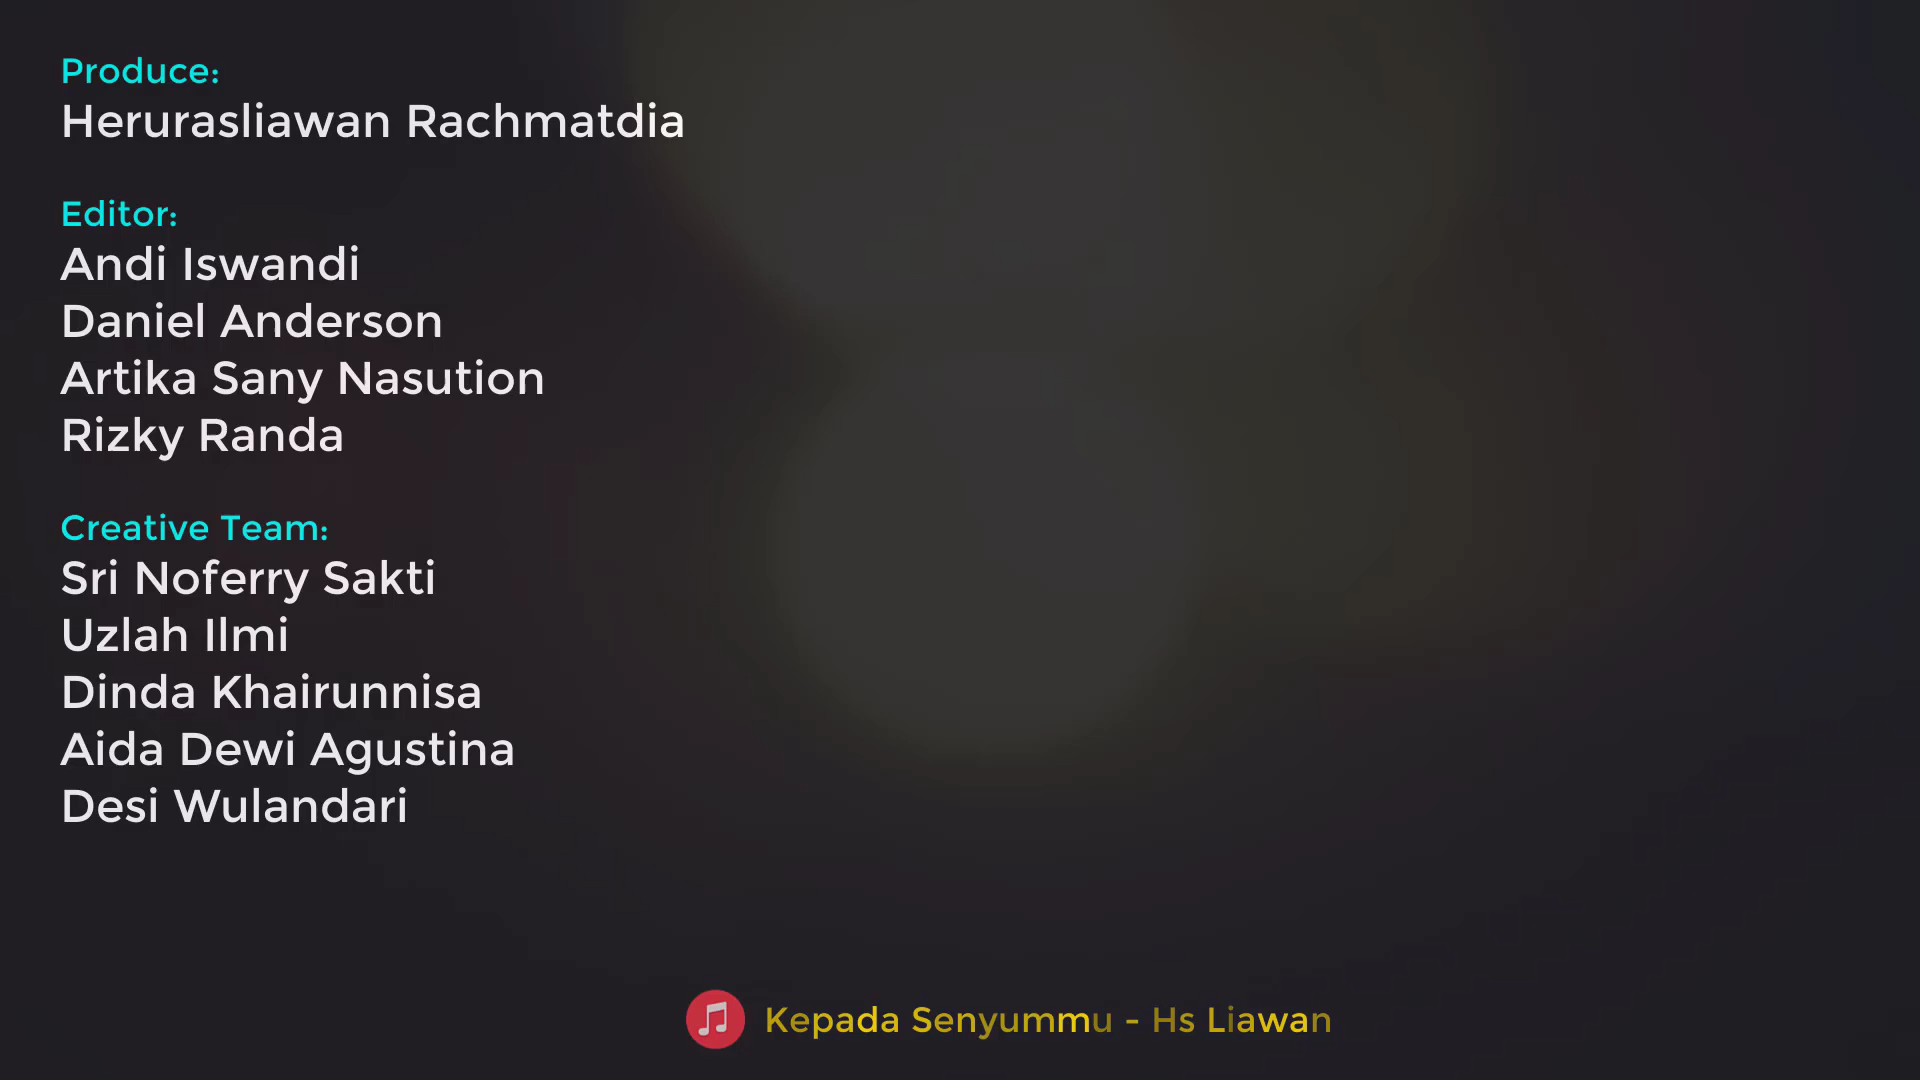 Produce:
Herurasliawan Rachmatdia
Editor:
Andi Iswandi
Daniel Anderson
Artika Sany Nasution
Rizky Randa
Creative Team:
Sri Noferry Sakti
Uzlah Ilmi
Dinda Khairunnisa
Aida Dewi Agustina
Desi Wulandari
Kepada Senyummu - Hs Liawan